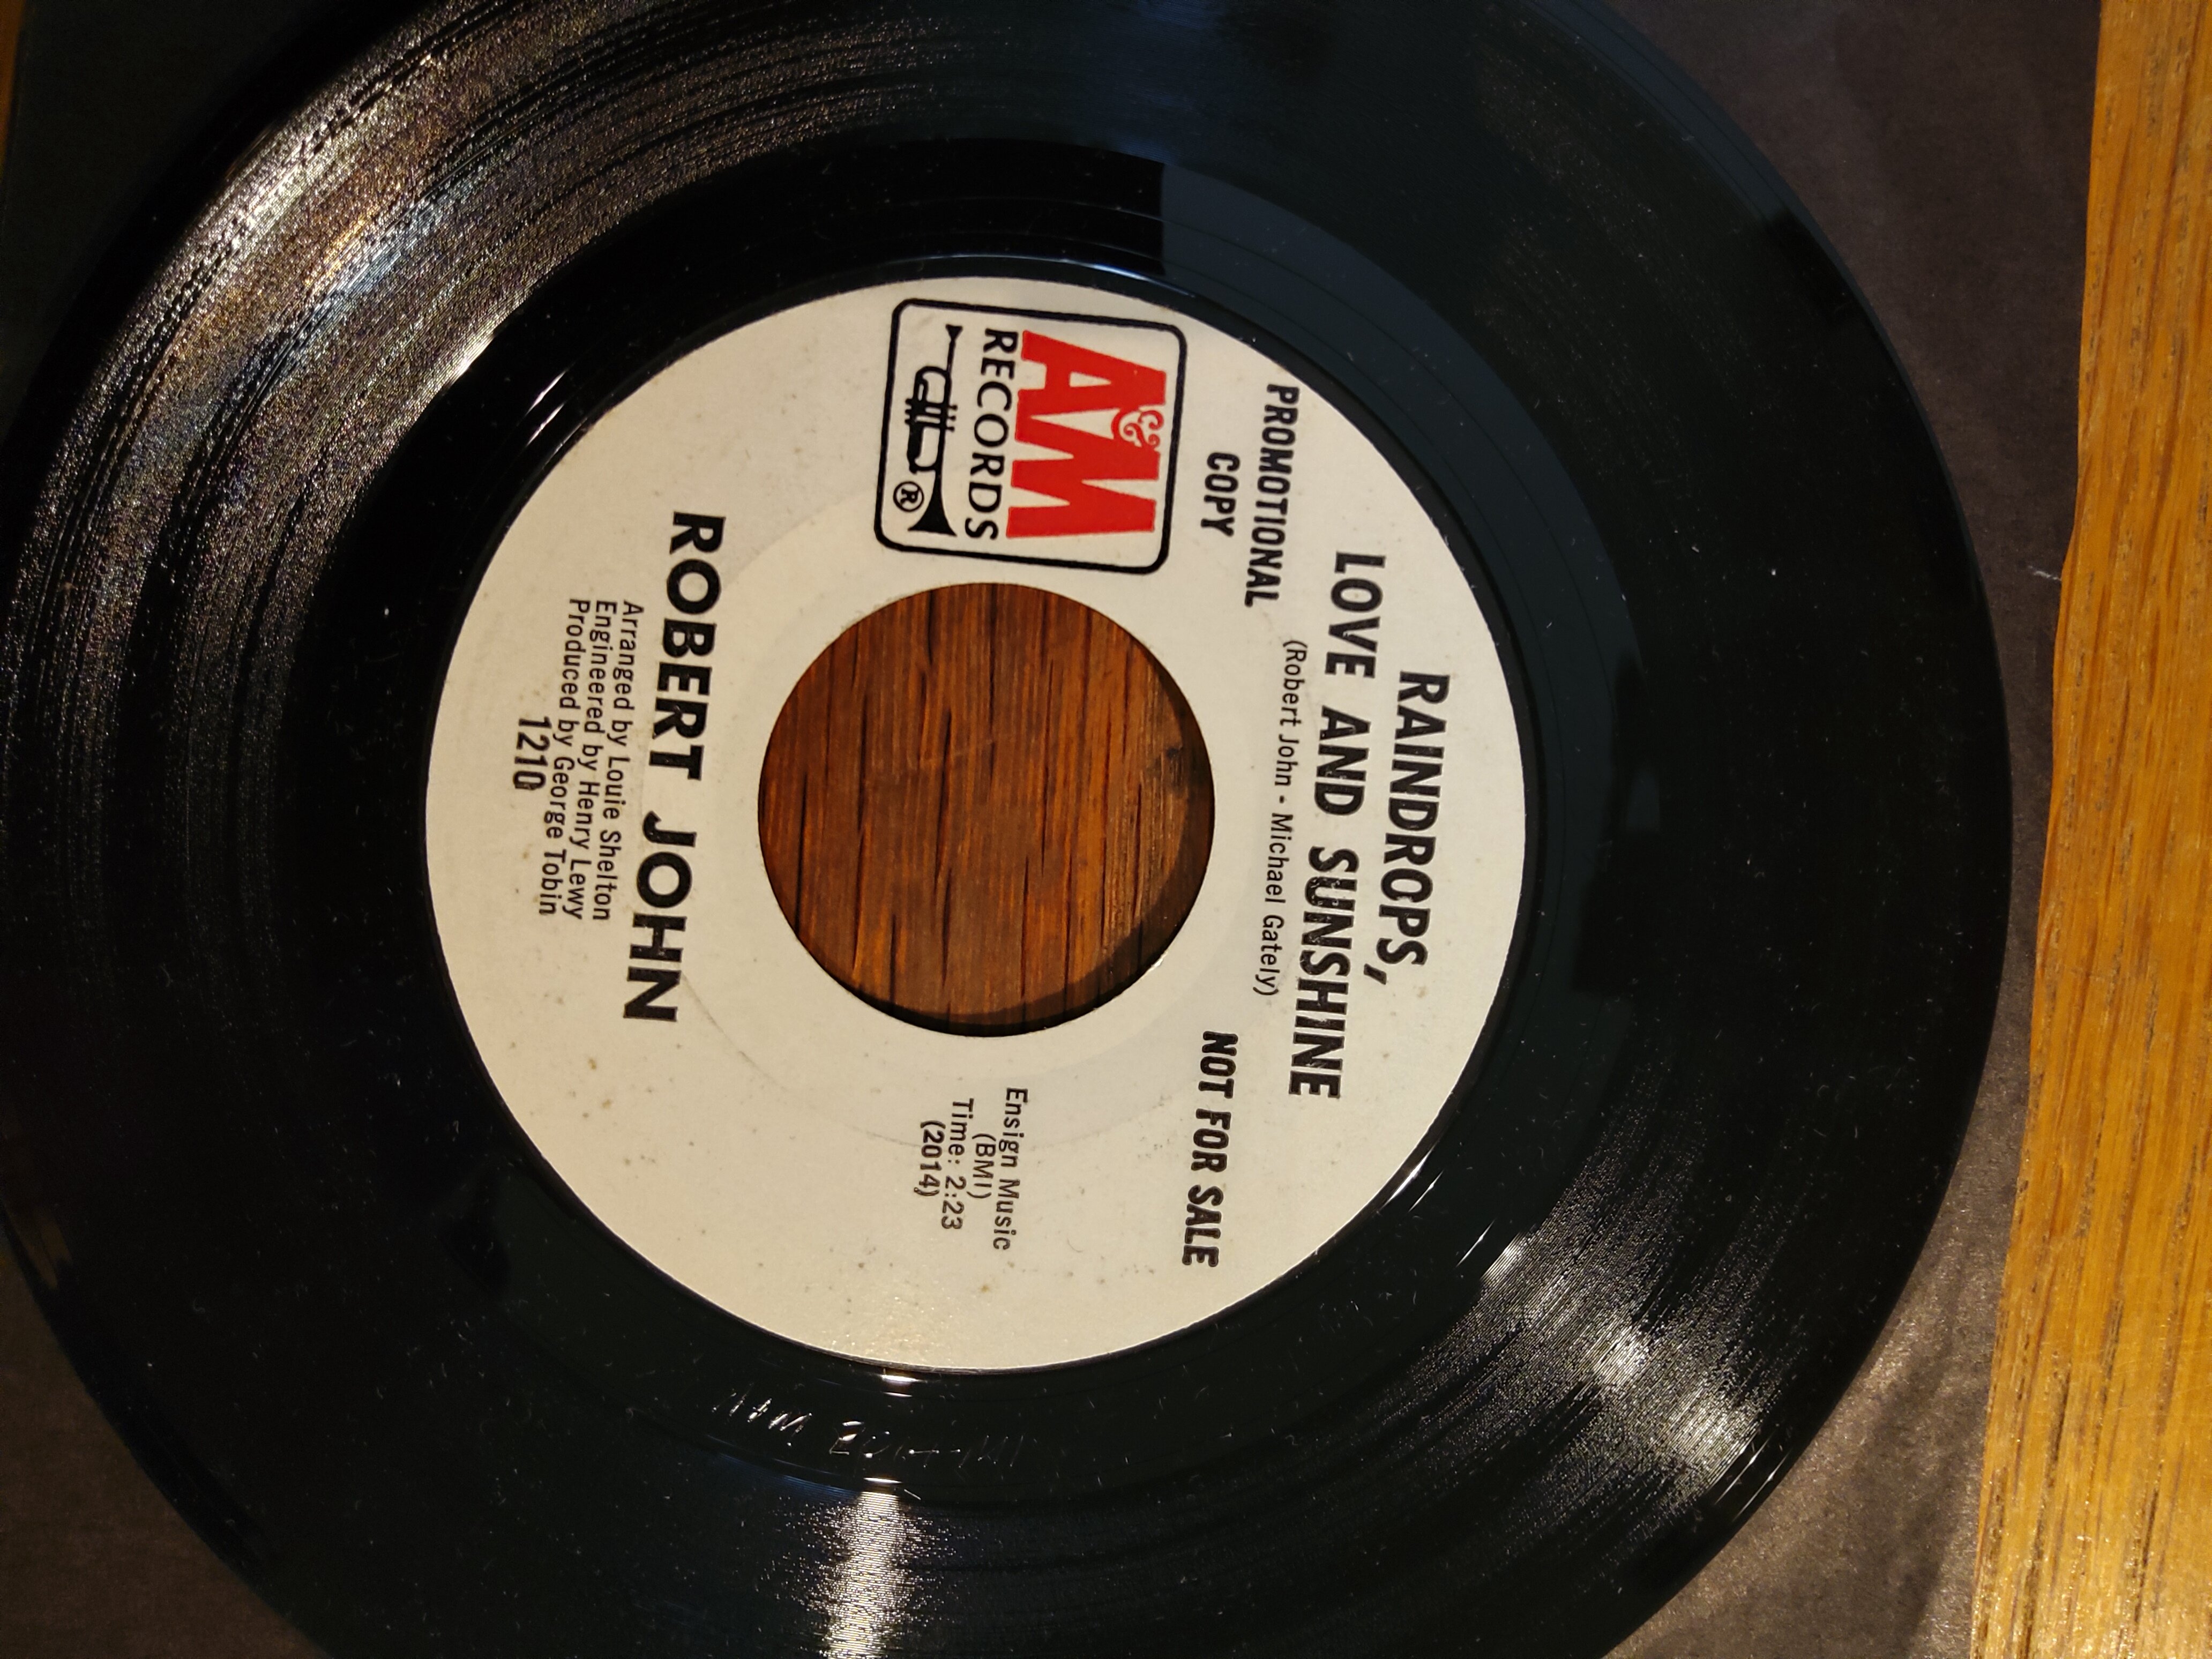 RAINDROPS,
LOVE AND SUNSHINE
(Robert John - Michael Gately)
PROMOTIONAL
COPY
NOT FOR SALE
A&M
RECORDS
®
Ensign Music
(BMI)
Time: 2:23
(2014)
ROBERT JOHN
Arranged by Louie Shelton
Engineered by Henry Lewy
Produced by George Tobin
1210